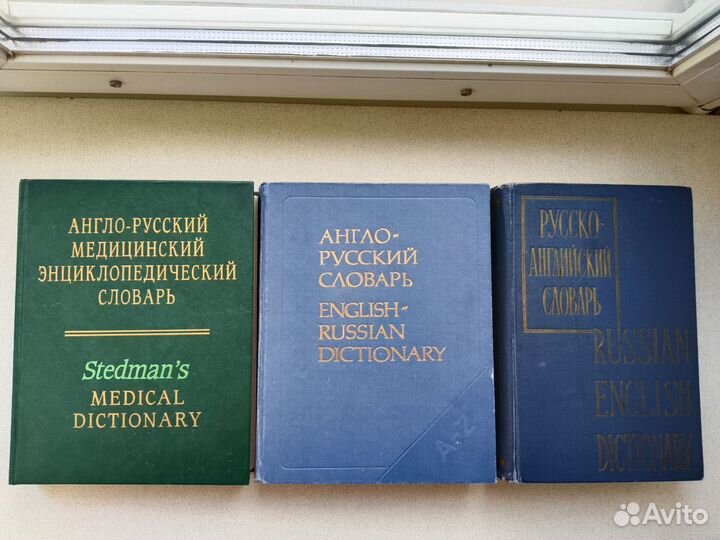 АНГЛО-РУССКИЙ
МЕДИЦИНСКИЙ
ЭНЦИКЛОПЕДИЧЕСКИЙ
СЛОВАРЬ
Stedman's
MEDICAL
DICTIONARY
АНГЛО-
РУССКИЙ
СЛОВАРЬ
ENGLISH-
RUSSIAN
DICTIONARY
A-Z
РУССКО-
АНГЛИЙСКИЙ
СЛОВАРЬ
RUSSIAN
ENGLISH
DICTIONARY
Avito